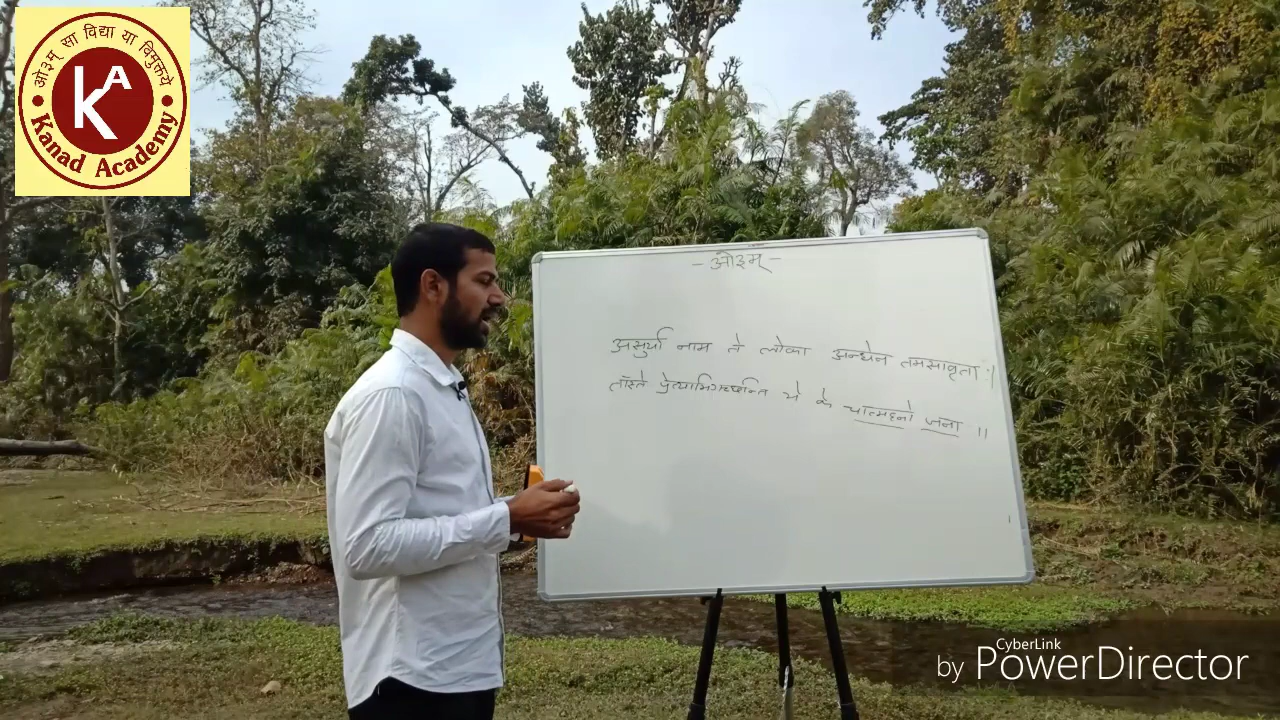 ओ३म् सा विद्या या विमुक्तये
KA
Kanad Academy
- ओ३म् -
असुर्या नाम ते लोका अन्धेन तमसावृताः ।
ताँस्ते प्रेत्याभिगच्छन्ति ये के चात्महनो जना ॥
CyberLink
by PowerDirector